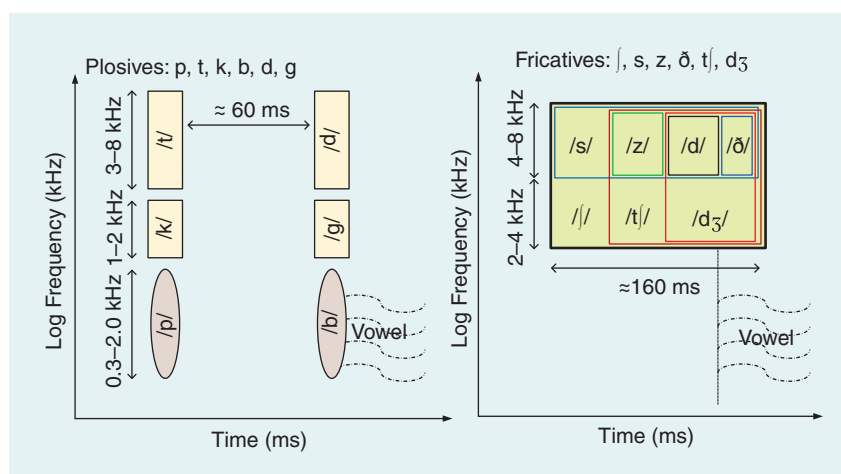 Plosives: p, t, k, b, d, g
Log Frequency (kHz)
3–8 kHz
1–2 kHz
0.3–2.0 kHz
/t/
≈ 60 ms
/d/
/k/
/g/
/p/
/b/
Vowel
Time (ms)
Fricatives: ʃ, s, z, ð, tʃ, dʒ
Log Frequency (kHz)
4–8 kHz
2–4 kHz
/s/
/z/
/d/
/ð/
/ʃ/
/tʃ/
/dʒ/
≈160 ms
Vowel
Time (ms)